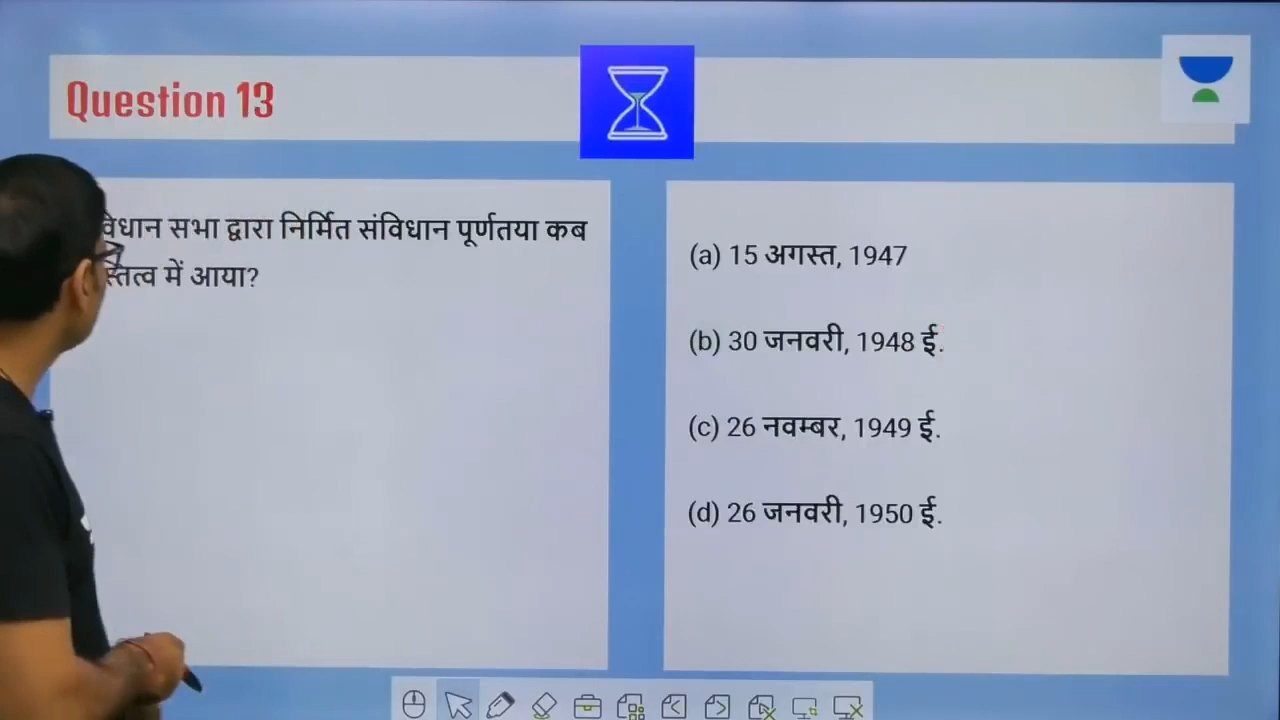 Question 13
सभा द्वारा निर्मित संविधान पूर्णतया कब
में आया?
(a) 15 अगस्त, 1947
(b) 30 जनवरी, 1948 ई.
(c) 26 नवम्बर, 1949 ई.
(d) 26 जनवरी, 1950 ई.